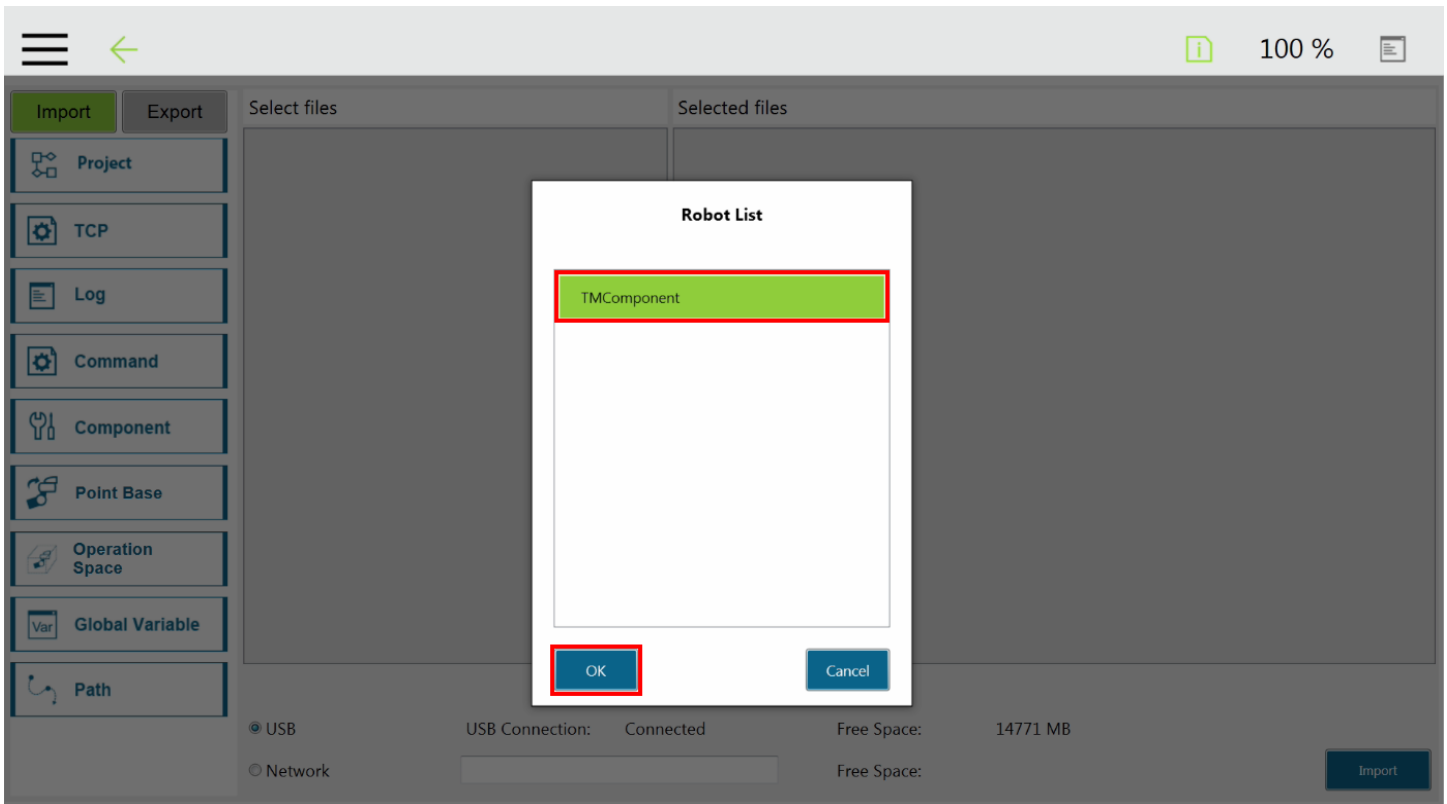 100 %
Import
Export
Select files
Selected files
Project
TCP
Log
Command
Component
Point Base
Operation
Space
Var
Global Variable
Path
Robot List
TMComponent
OK
Cancel
USB
USB Connection:
Connected
Free Space:
14771 MB
Network
Free Space:
Import